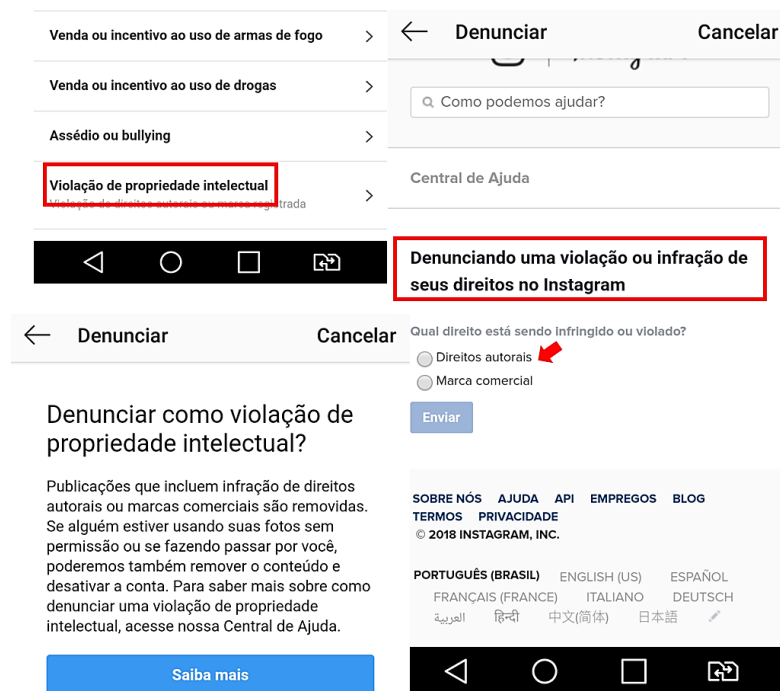 Venda ou incentivo ao uso de armas de fogo
Venda ou incentivo ao uso de drogas
Assédio ou bullying
Violação de propriedade intelectual
Violação de direitos autorais ou marca registrada
Denunciar Cancelar
Denunciar como violação de
propriedade intelectual?
Publicações que incluem infração de direitos
autorais ou marcas comerciais são removidas.
Se alguém estiver usando suas fotos sem
permissão ou se fazendo passar por você,
poderemos também remover o conteúdo e
desativar a conta. Para saber mais sobre como
denunciar uma violação de propriedade
intelectual, acesse nossa Central de Ajuda.
Saiba mais
Denunciar Cancelar
Como podemos ajudar?
Central de Ajuda
Denunciando uma violação ou infração de
seus direitos no Instagram
Qual direito está sendo infringido ou violado?
Direitos autorais
Marca comercial
Enviar
SOBRE NÓS AJUDA API EMPREGOS BLOG
TERMOS PRIVACIDADE
© 2018 INSTAGRAM, INC.
PORTUGUÊS (BRASIL) ENGLISH (US) ESPAÑOL
FRANÇAIS (FRANCE) ITALIANO DEUTSCH
العربية हिन्दी 中文(简体) 日本語